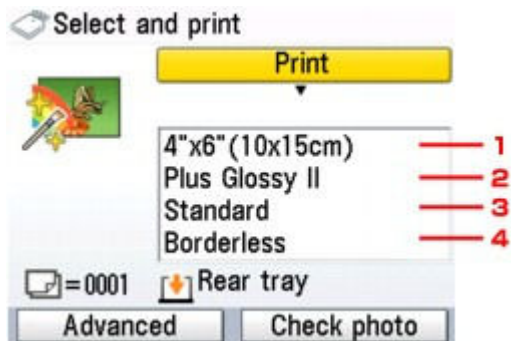 Select and print
Print
4"x6"(10x15cm) 1
Plus Glossy II 2
Standard 3
Borderless 4
=0001 Rear tray
Advanced Check photo